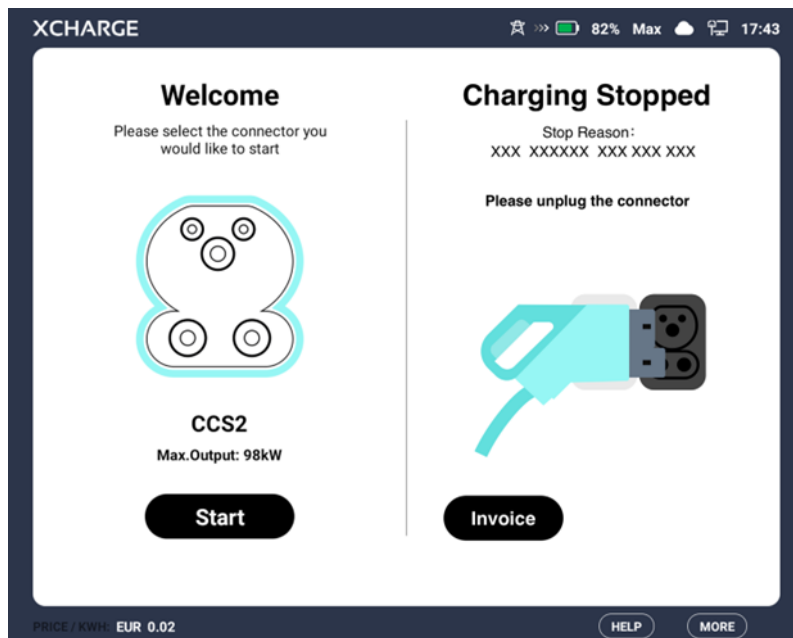 XCHARGE
82% Max 17:43
Welcome
Please select the connector you
would like to start
CCS2
Max.Output: 98kW
Start
Charging Stopped
Stop Reason:
XXX XXXXXX XXX XXX XXX
Please unplug the connector
Invoice
PRICE / KWH: EUR 0.02
HELP
MORE